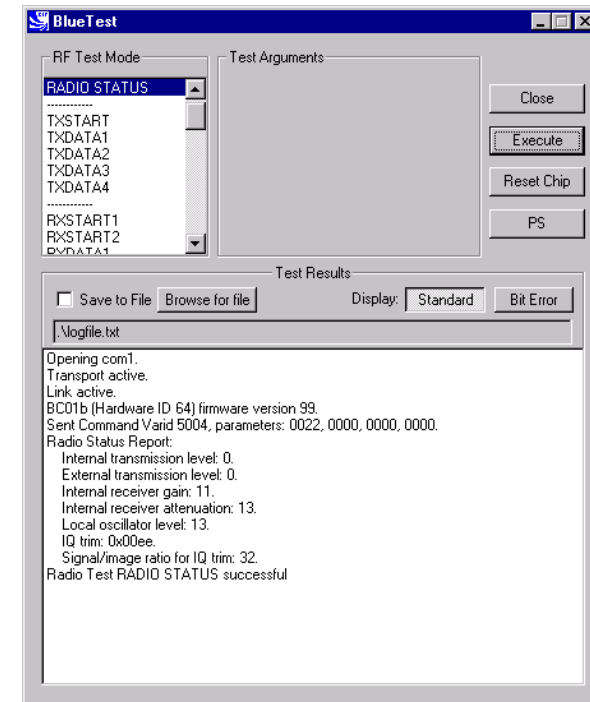 BlueTest
RF Test Mode
RADIO STATUS
------------
TXSTART
TXDATA1
TXDATA2
TXDATA3
TXDATA4
------------
RXSTART1
RXSTART2
RXDATA1
Test Arguments
Close
Execute
Reset Chip
PS
Test Results
Save to File Browse for file Display: Standard Bit Error
.\logfile.txt
Opening com1.
Transport active.
Link active.
BC01b (Hardware ID 64) firmware version 99.
Sent Command Varid 5004, parameters: 0022, 0000, 0000, 0000.
Radio Status Report:
Internal transmission level: 0.
External transmission level: 0.
Internal receiver gain: 11.
Internal receiver attenuation: 13.
Local oscillator level: 13.
IQ trim: 0x00ee.
Signal/image ratio for IQ trim: 32.
Radio Test RADIO STATUS successful